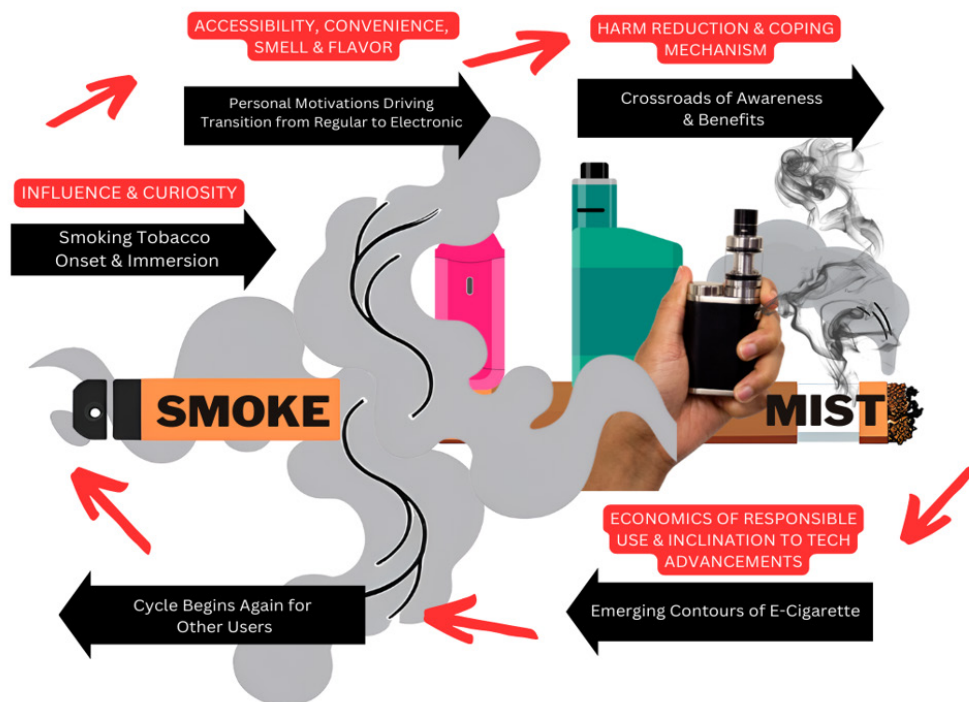 ACCESSIBILITY, CONVENIENCE,
SMELL & FLAVOR
HARM REDUCTION & COPING
MECHANISM
Personal Motivations Driving
Transition from Regular to Electronic
Crossroads of Awareness
& Benefits
INFLUENCE & CURIOSITY
Smoking Tobacco
Onset & Immersion
SMOKE
MIST
ECONOMICS OF RESPONSIBLE
USE & INCLINATION TO TECH
ADVANCEMENTS
Emerging Contours of E-Cigarette
Cycle Begins Again for
Other Users